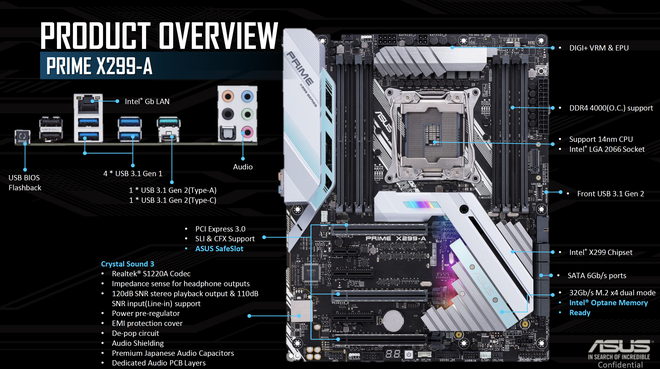 PRODUCT OVERVIEW
PRIME X299-A
Intel® Gb LAN
USB BIOS
Flashback
4 * USB 3.1 Gen 1
1 * USB 3.1 Gen 2(Type-A)
1 * USB 3.1 Gen 2(Type-C)
Audio
• PCI Express 3.0
• SLI & CFX Support
• ASUS SafeSlot
Crystal Sound 3
• Realtek® S1220A Codec
• Impedance sense for headphone outputs
• 120dB SNR stereo playback output & 110dB
SNR input(Line-in) support
• Power pre-regulator
• EMI protection cover
• De-pop circuit
• Audio Shielding
• Premium Japanese Audio Capacitors
• Dedicated Audio PCB Layers
PRIME
ASUS
PRIME X299-A
88
• DIGI+ VRM & EPU
• DDR4 4000(O.C.) support
• Support 14nm CPU
• Intel® LGA 2066 Socket
• Front USB 3.1 Gen 2
• Intel® X299 Chipset
• SATA 6Gb/s ports
• 32Gb/s M.2 x4 dual mode
• Intel® Optane Memory
Ready
ASUS
IN SEARCH OF INCREDIBLE
Confidential